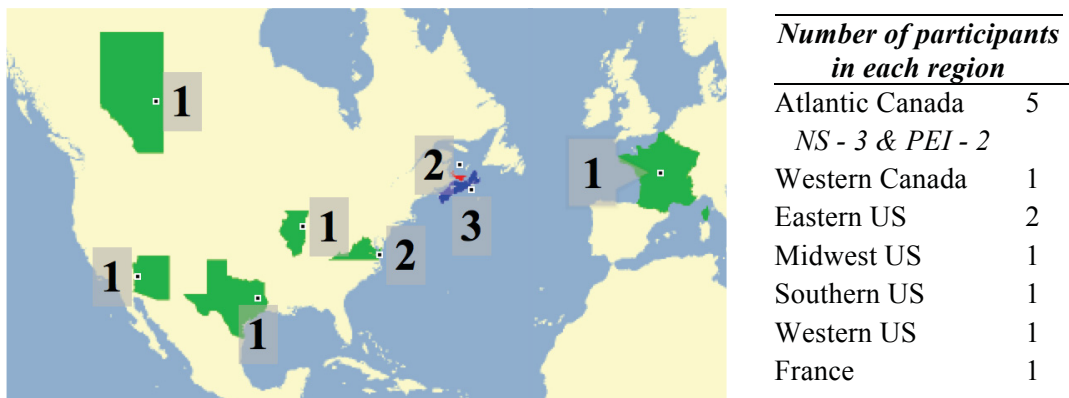 1
2
1
3
1
2
1
1
Number of participants
in each region
Atlantic Canada 5
NS - 3 & PEI - 2
Western Canada 1
Eastern US 2
Midwest US 1
Southern US 1
Western US 1
France 1